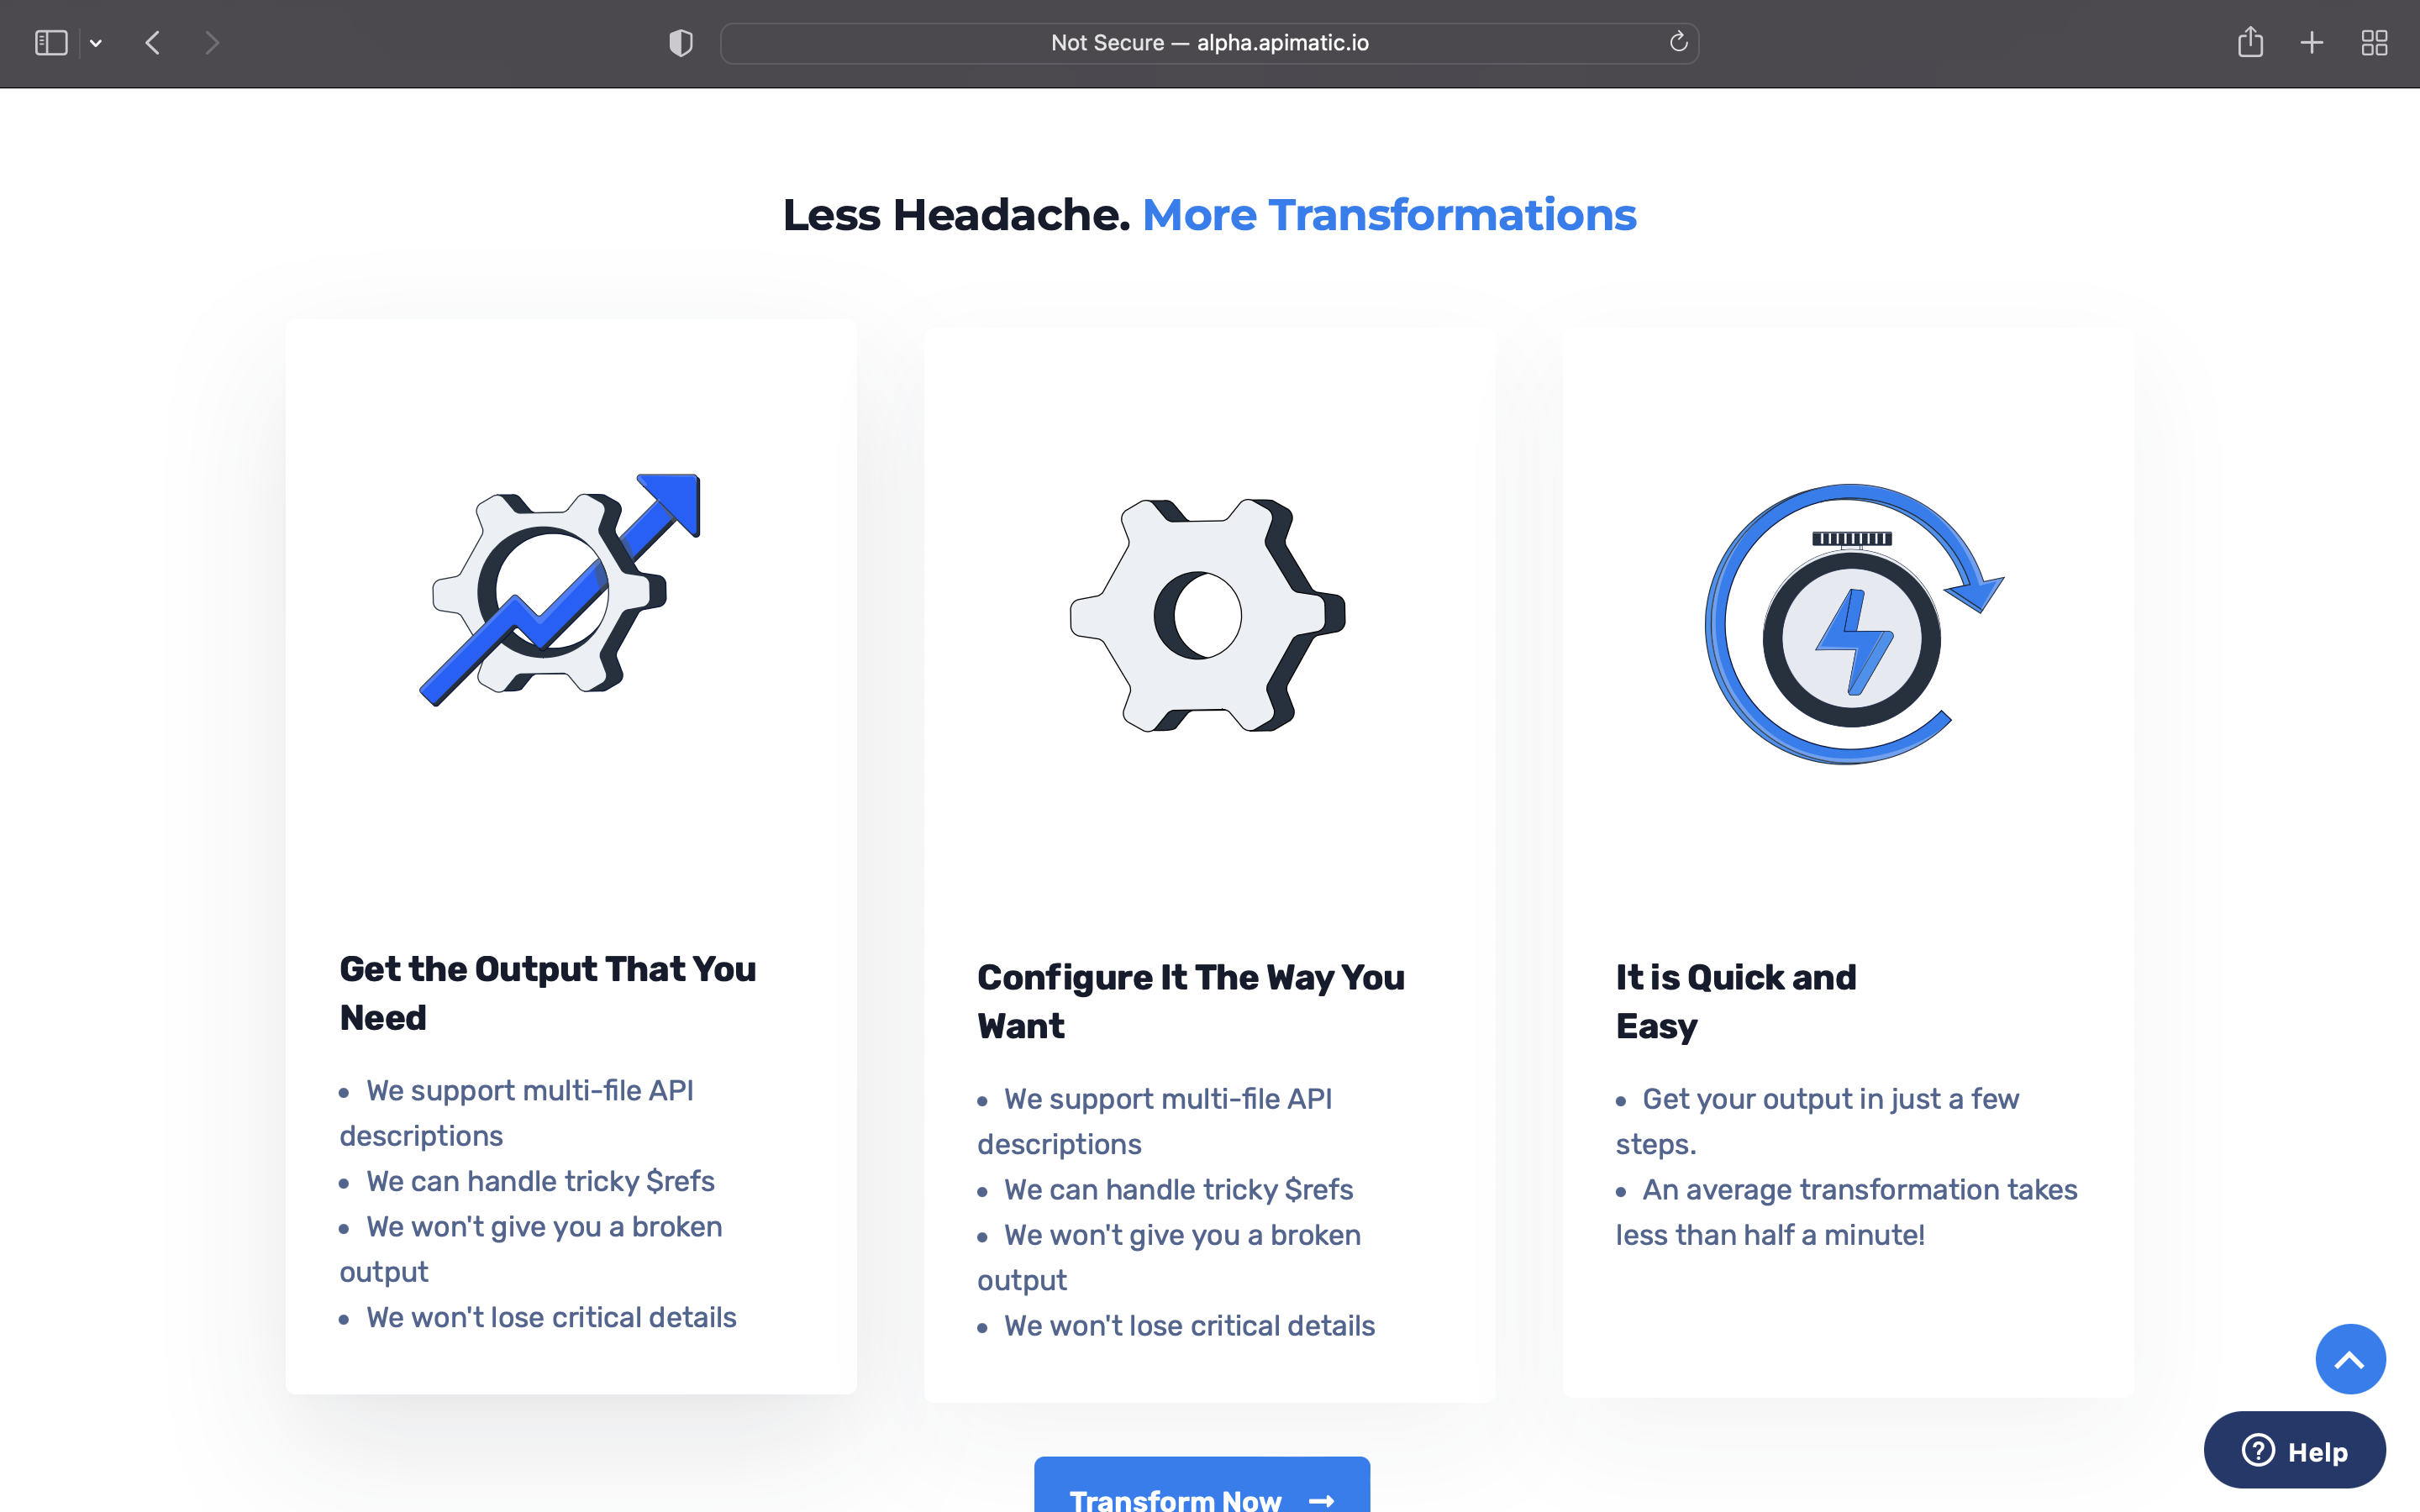 Not Secure — alpha.apimatic.io
Less Headache. More Transformations
Get the Output That You
Need
• We support multi-file API
descriptions
• We can handle tricky $refs
• We won't give you a broken
output
• We won't lose critical details
Configure It The Way You
Want
• We support multi-file API
descriptions
• We can handle tricky $refs
• We won't give you a broken
output
• We won't lose critical details
It is Quick and
Easy
• Get your output in just a few
steps.
• An average transformation takes
less than half a minute!
Transform Now →
? Help